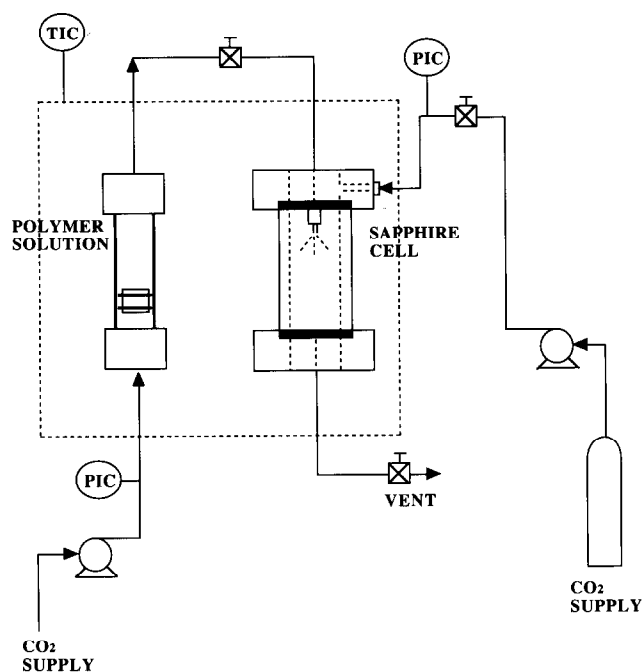 TIC
PIC
POLYMER
SOLUTION
SAPPHIRE
CELL
PIC
VENT
CO2
SUPPLY
CO2
SUPPLY